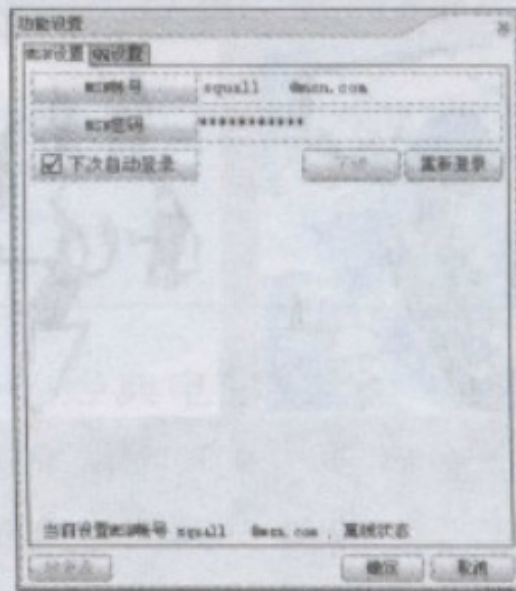 功能设置
MSN设置 QQ设置
MSN帐号 squall @msn.com
MSN密码 ***********
下次自动登录 重新登录
当前设置MSN帐号 squall @msn.com ,离线状态
确定 取消